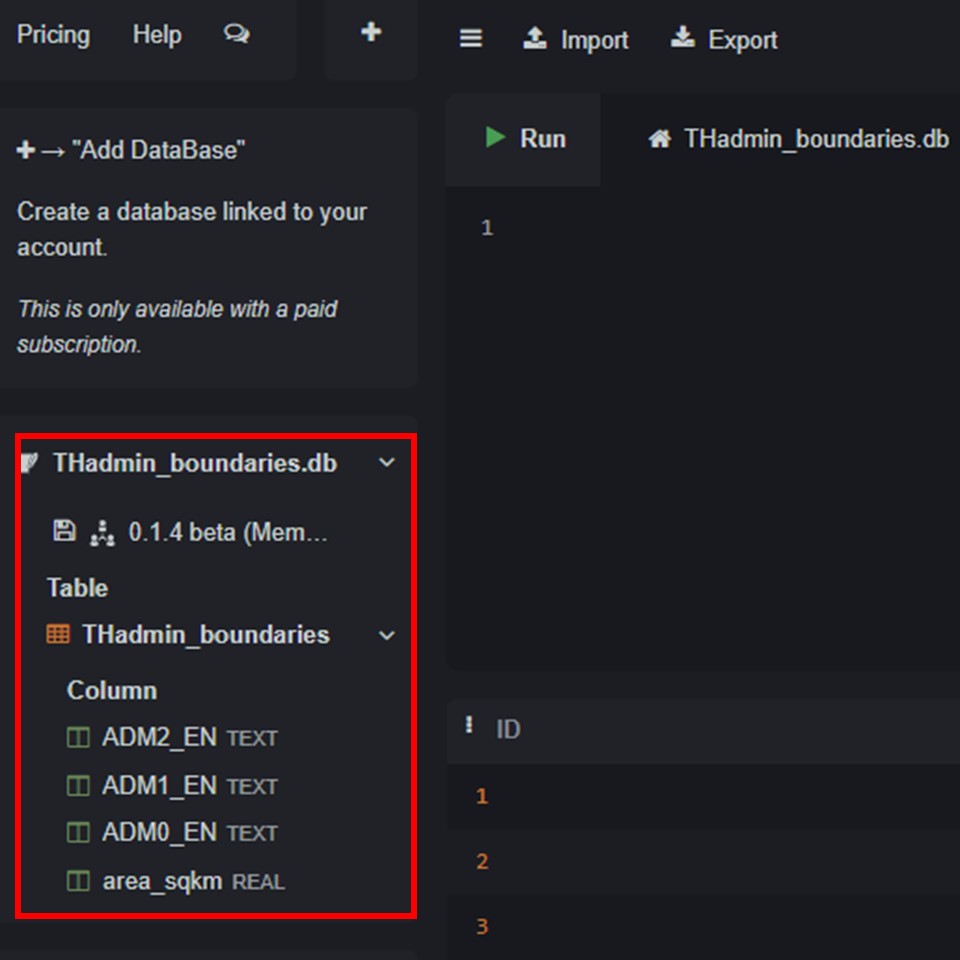 Pricing Help
Import Export
→ "Add DataBase"
Create a database linked to your
account.
This is only available with a paid
subscription.
THadmin_boundaries.db
0.1.4 beta (Mem...
Table
THadmin_boundaries
Column
ADM2_EN TEXT
ADM1_EN TEXT
ADM0_EN TEXT
area_sqkm REAL
Run THadmin_boundaries.db
1
ID
1
2
3